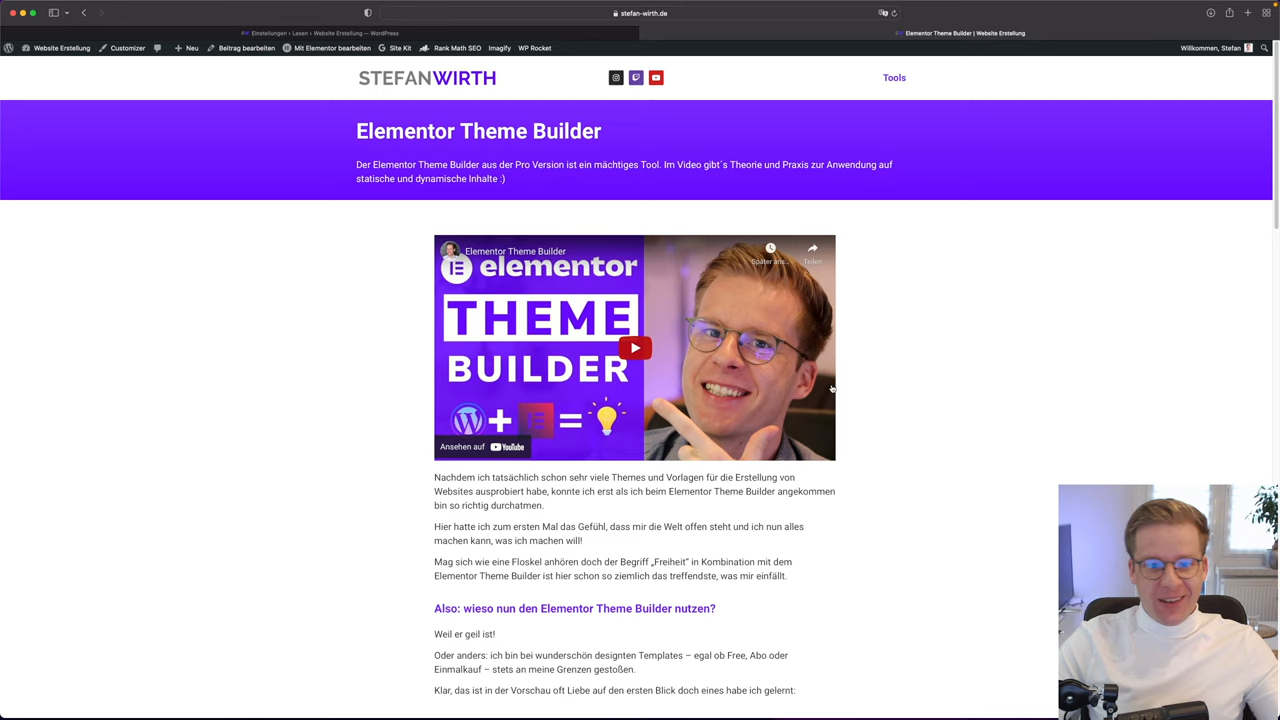 stefan-wirth.de
Einstellungen › Lesen › Website Erstellung — WordPress
Elementor Theme Builder | Website Erstellung
Website Erstellung
Customizer
Neu
Beitrag bearbeiten
Mit Elementor bearbeiten
Site Kit
Rank Math SEO
Imagify
WP Rocket
Willkommen, Stefan
STEFANWIRTH
Tools
Elementor Theme Builder
Der Elementor Theme Builder aus der Pro Version ist ein mächtiges Tool. Im Video gibt´s Theorie und Praxis zur Anwendung auf
statische und dynamische Inhalte :)
Elementor Theme Builder
Später ans...
Teilen
elementor
THEME
BUILDER
Ansehen auf YouTube
Nachdem ich tatsächlich schon sehr viele Themes und Vorlagen für die Erstellung von
Websites ausprobiert habe, konnte ich erst als ich beim Elementor Theme Builder angekommen
bin so richtig durchatmen.
Hier hatte ich zum ersten Mal das Gefühl, dass mir die Welt offen steht und ich nun alles
machen kann, was ich machen will!
Mag sich wie eine Floskel anhören doch der Begriff „Freiheit" in Kombination mit dem
Elementor Theme Builder ist hier schon so ziemlich das treffendste, was mir einfällt.
Also: wieso nun den Elementor Theme Builder nutzen?
Weil er geil ist!
Oder anders: ich bin bei wunderschön designten Templates – egal ob Free, Abo oder
Einmalkauf – stets an meine Grenzen gestoßen.
Klar, das ist in der Vorschau oft Liebe auf den ersten Blick doch eines habe ich gelernt: